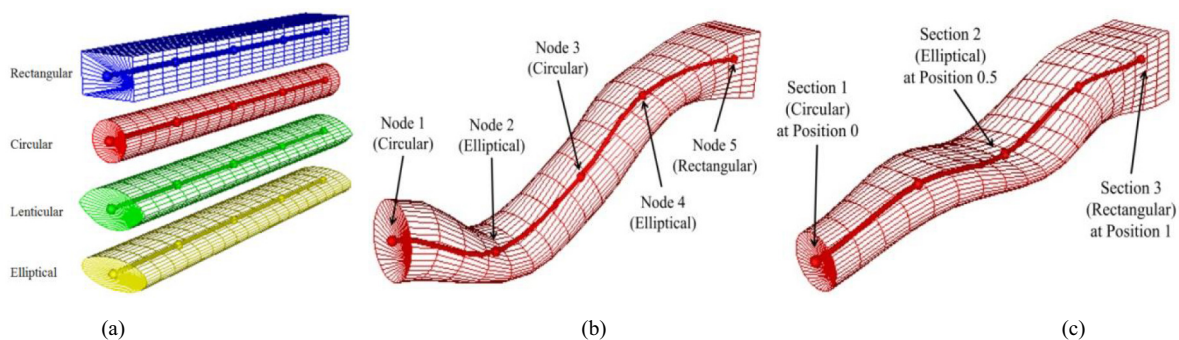 Rectangular
Circular
Lenticular
Elliptical
(a)
Node 1
(Circular)
Node 2
(Elliptical)
Node 3
(Circular)
Node 4
(Elliptical)
Node 5
(Rectangular)
(b)
Section 1
(Circular)
at Position 0
Section 2
(Elliptical)
at Position 0.5
Section 3
(Rectangular)
at Position 1
(c)